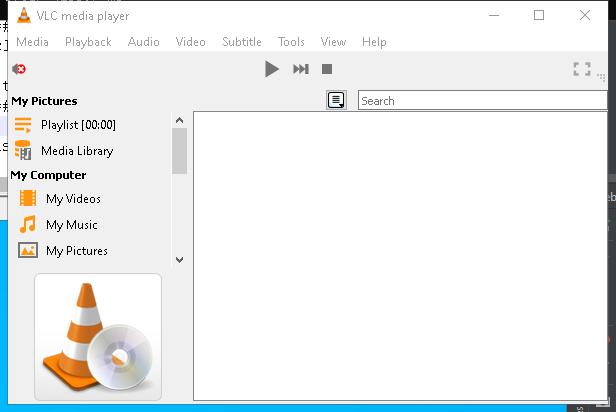 VLC media player
Media Playback Audio Video Subtitle Tools View Help
Search
My Pictures
Playlist [00:00]
Media Library
My Computer
My Videos
My Music
My Pictures